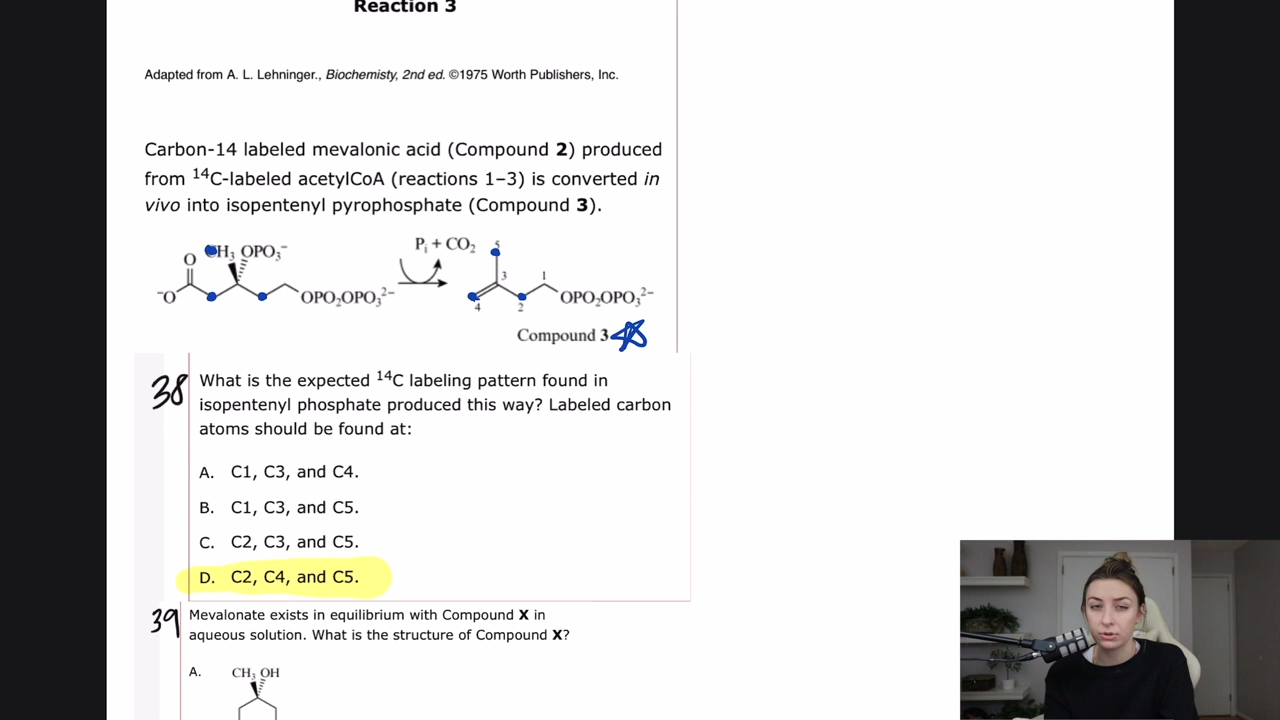 Reaction 3
Adapted from A. L. Lehninger., Biochemisty, 2nd ed. ©1975 Worth Publishers, Inc.
Carbon-14 labeled mevalonic acid (Compound 2) produced
from ¹⁴C-labeled acetylCoA (reactions 1–3) is converted in
vivo into isopentenyl pyrophosphate (Compound 3).
O CH₃ OPO₃⁻ Pᵢ + CO₂ 5
3 1
⁻O OPO₂OPO₃²⁻ 4 2 OPO₂OPO₃²⁻
Compound 3
38 What is the expected ¹⁴C labeling pattern found in
isopentenyl phosphate produced this way? Labeled carbon
atoms should be found at:
A. C1, C3, and C4.
B. C1, C3, and C5.
C. C2, C3, and C5.
D. C2, C4, and C5.
39 Mevalonate exists in equilibrium with Compound X in
aqueous solution. What is the structure of Compound X?
A. CH₃ OH